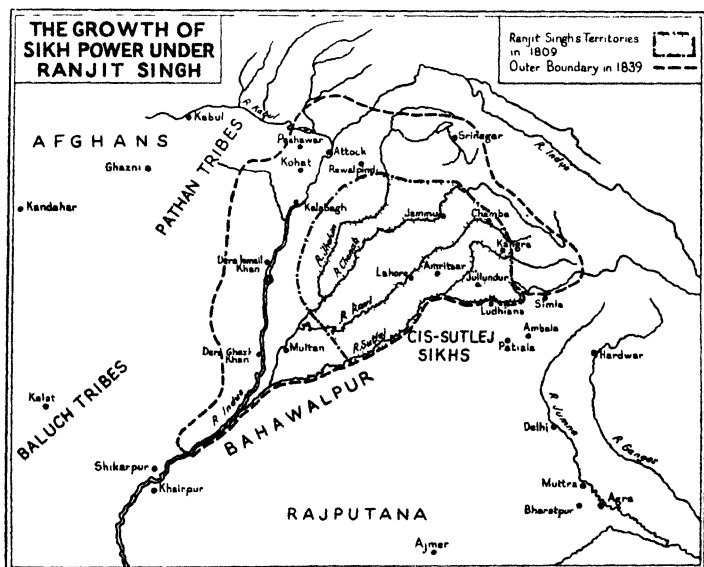 THE GROWTH OF
SIKH POWER UNDER
RANJIT SINGH
Ranjit Singh's Territories
in 1809
Outer Boundary in 1839
Kabul
R. Kabul
AFGHANS
Peshawar
Attock
Srinagar
R. Indus
Ghazni
PATHAN TRIBES
Kohat
Rawalpindi
Kandahar
Kalabagh
Jammu
Chamba
R. Jhelum
R. Chenab
Kangra
Dera Ismail
Khan
Lahore
Amritsar
Jullundur
R. Ravi
Ludhiana
Simla
R. Sutlej
CIS-SUTLEJ
SIKHS
Ambala
Patiala
Dera Ghazi
Khan
Multan
Hardwar
Kalat
BALUCH TRIBES
R. Indus
BAHAWALPUR
R. Jumna
Delhi
R. Ganges
Shikarpur
Khairpur
Muttra
Agra
Bharatpur
RAJPUTANA
Ajmer